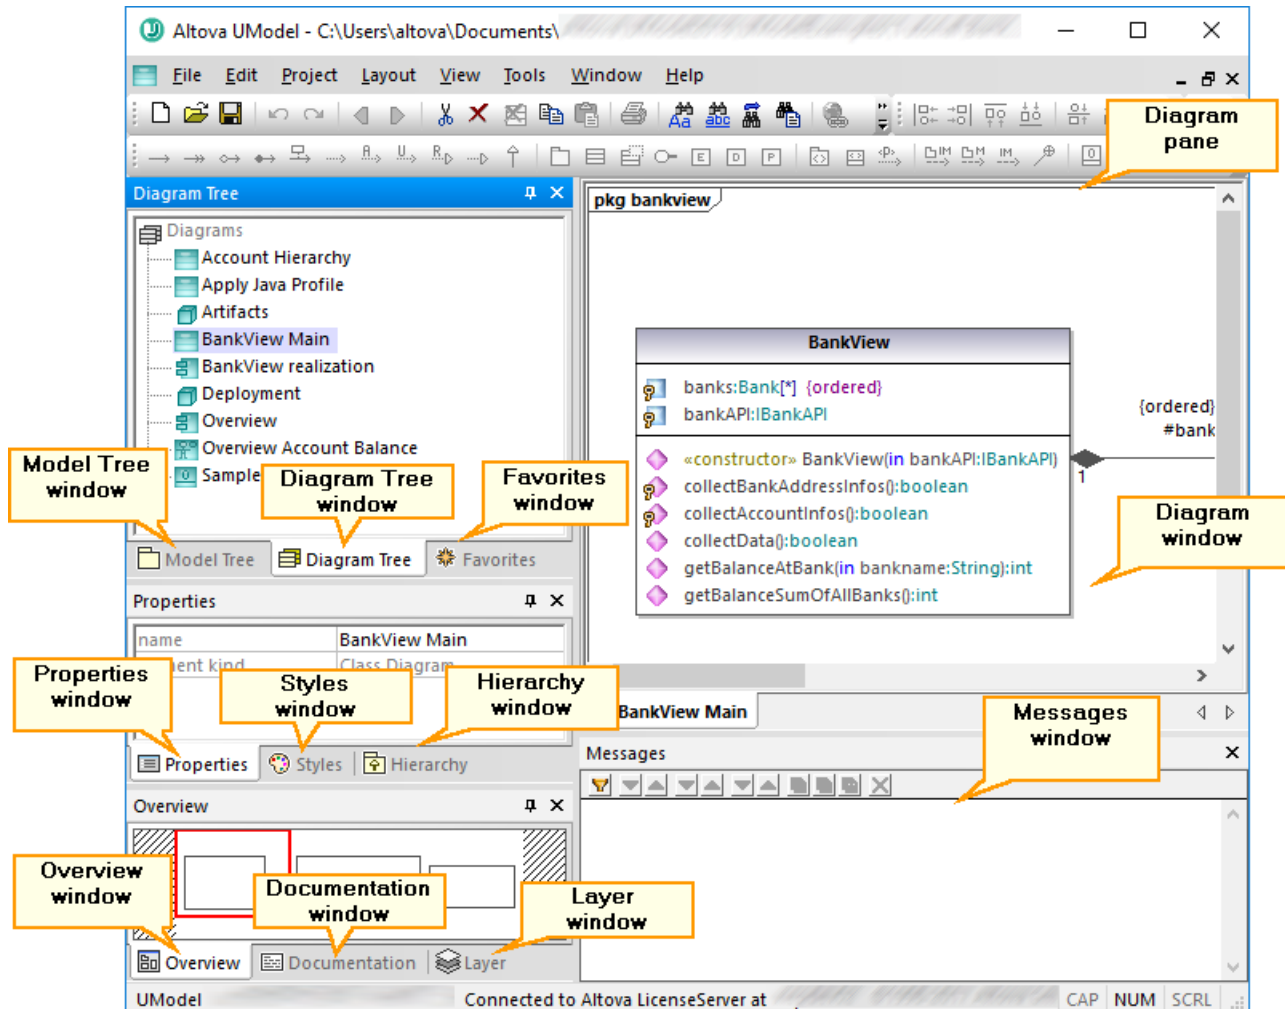 Altova UModel - C:\Users\altova\Documents\
File Edit Project Layout View Tools Window Help
Diagram pane
Diagram Tree
Diagrams
Account Hierarchy
Apply Java Profile
Artifacts
BankView Main
BankView realization
Deployment
Overview
Overview Account Balance
Sample
Model Tree window
Diagram Tree window
Favorites window
Model Tree Diagram Tree Favorites
pkg bankview
BankView
banks:Bank[*] {ordered}
bankAPI:IBankAPI
«constructor» BankView(in bankAPI:IBankAPI)
collectBankAddressInfos():boolean
collectAccountInfos():boolean
collectData():boolean
getBalanceAtBank(in bankname:String):int
getBalanceSumOfAllBanks():int
{ordered}
#bank
1
Diagram window
BankView Main
Properties
name BankView Main
ent kind Class Diagram
Properties window
Styles window
Hierarchy window
Properties Styles Hierarchy
Messages
Messages window
Overview
Overview window
Documentation window
Layer window
Overview Documentation Layer
UModel Connected to Altova LicenseServer at CAP NUM SCRL